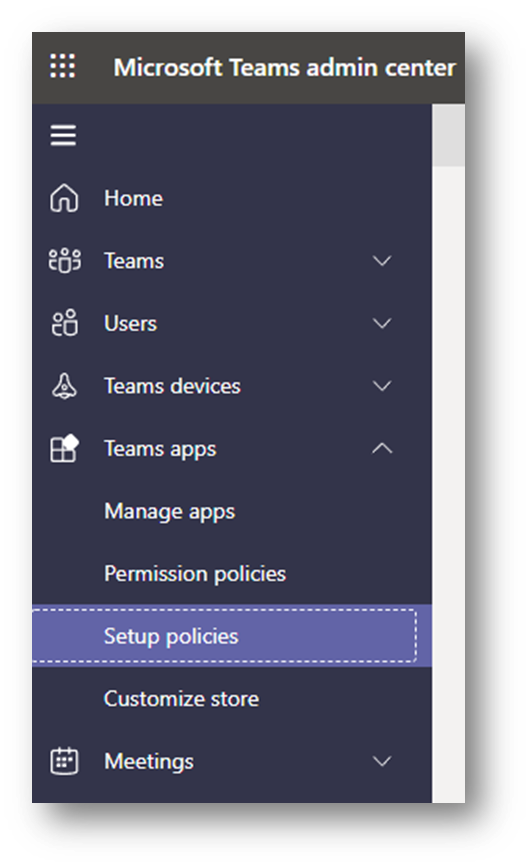 Microsoft Teams admin center
Home
Teams
Users
Teams devices
Teams apps
Manage apps
Permission policies
Setup policies
Customize store
Meetings